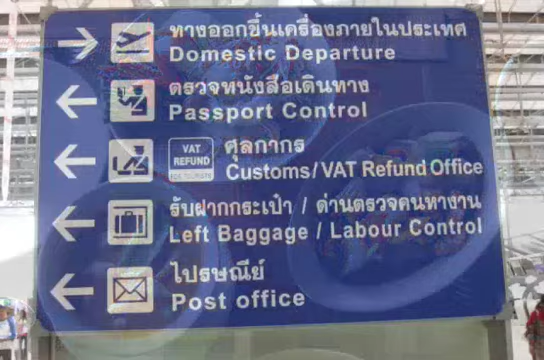 ทางออกขึ้นเครื่องภายในประเทศ
Domestic Departure
ตรวจหนังสือเดินทาง
Passport Control
VAT
REFUND
FOR TOURISTS
ศุลกากร
Customs/VAT Refund Office
รับฝากกระเป๋า / ด่านตรวจคนหางาน
Left Baggage / Labour Control
ไปรษณีย์
Post office